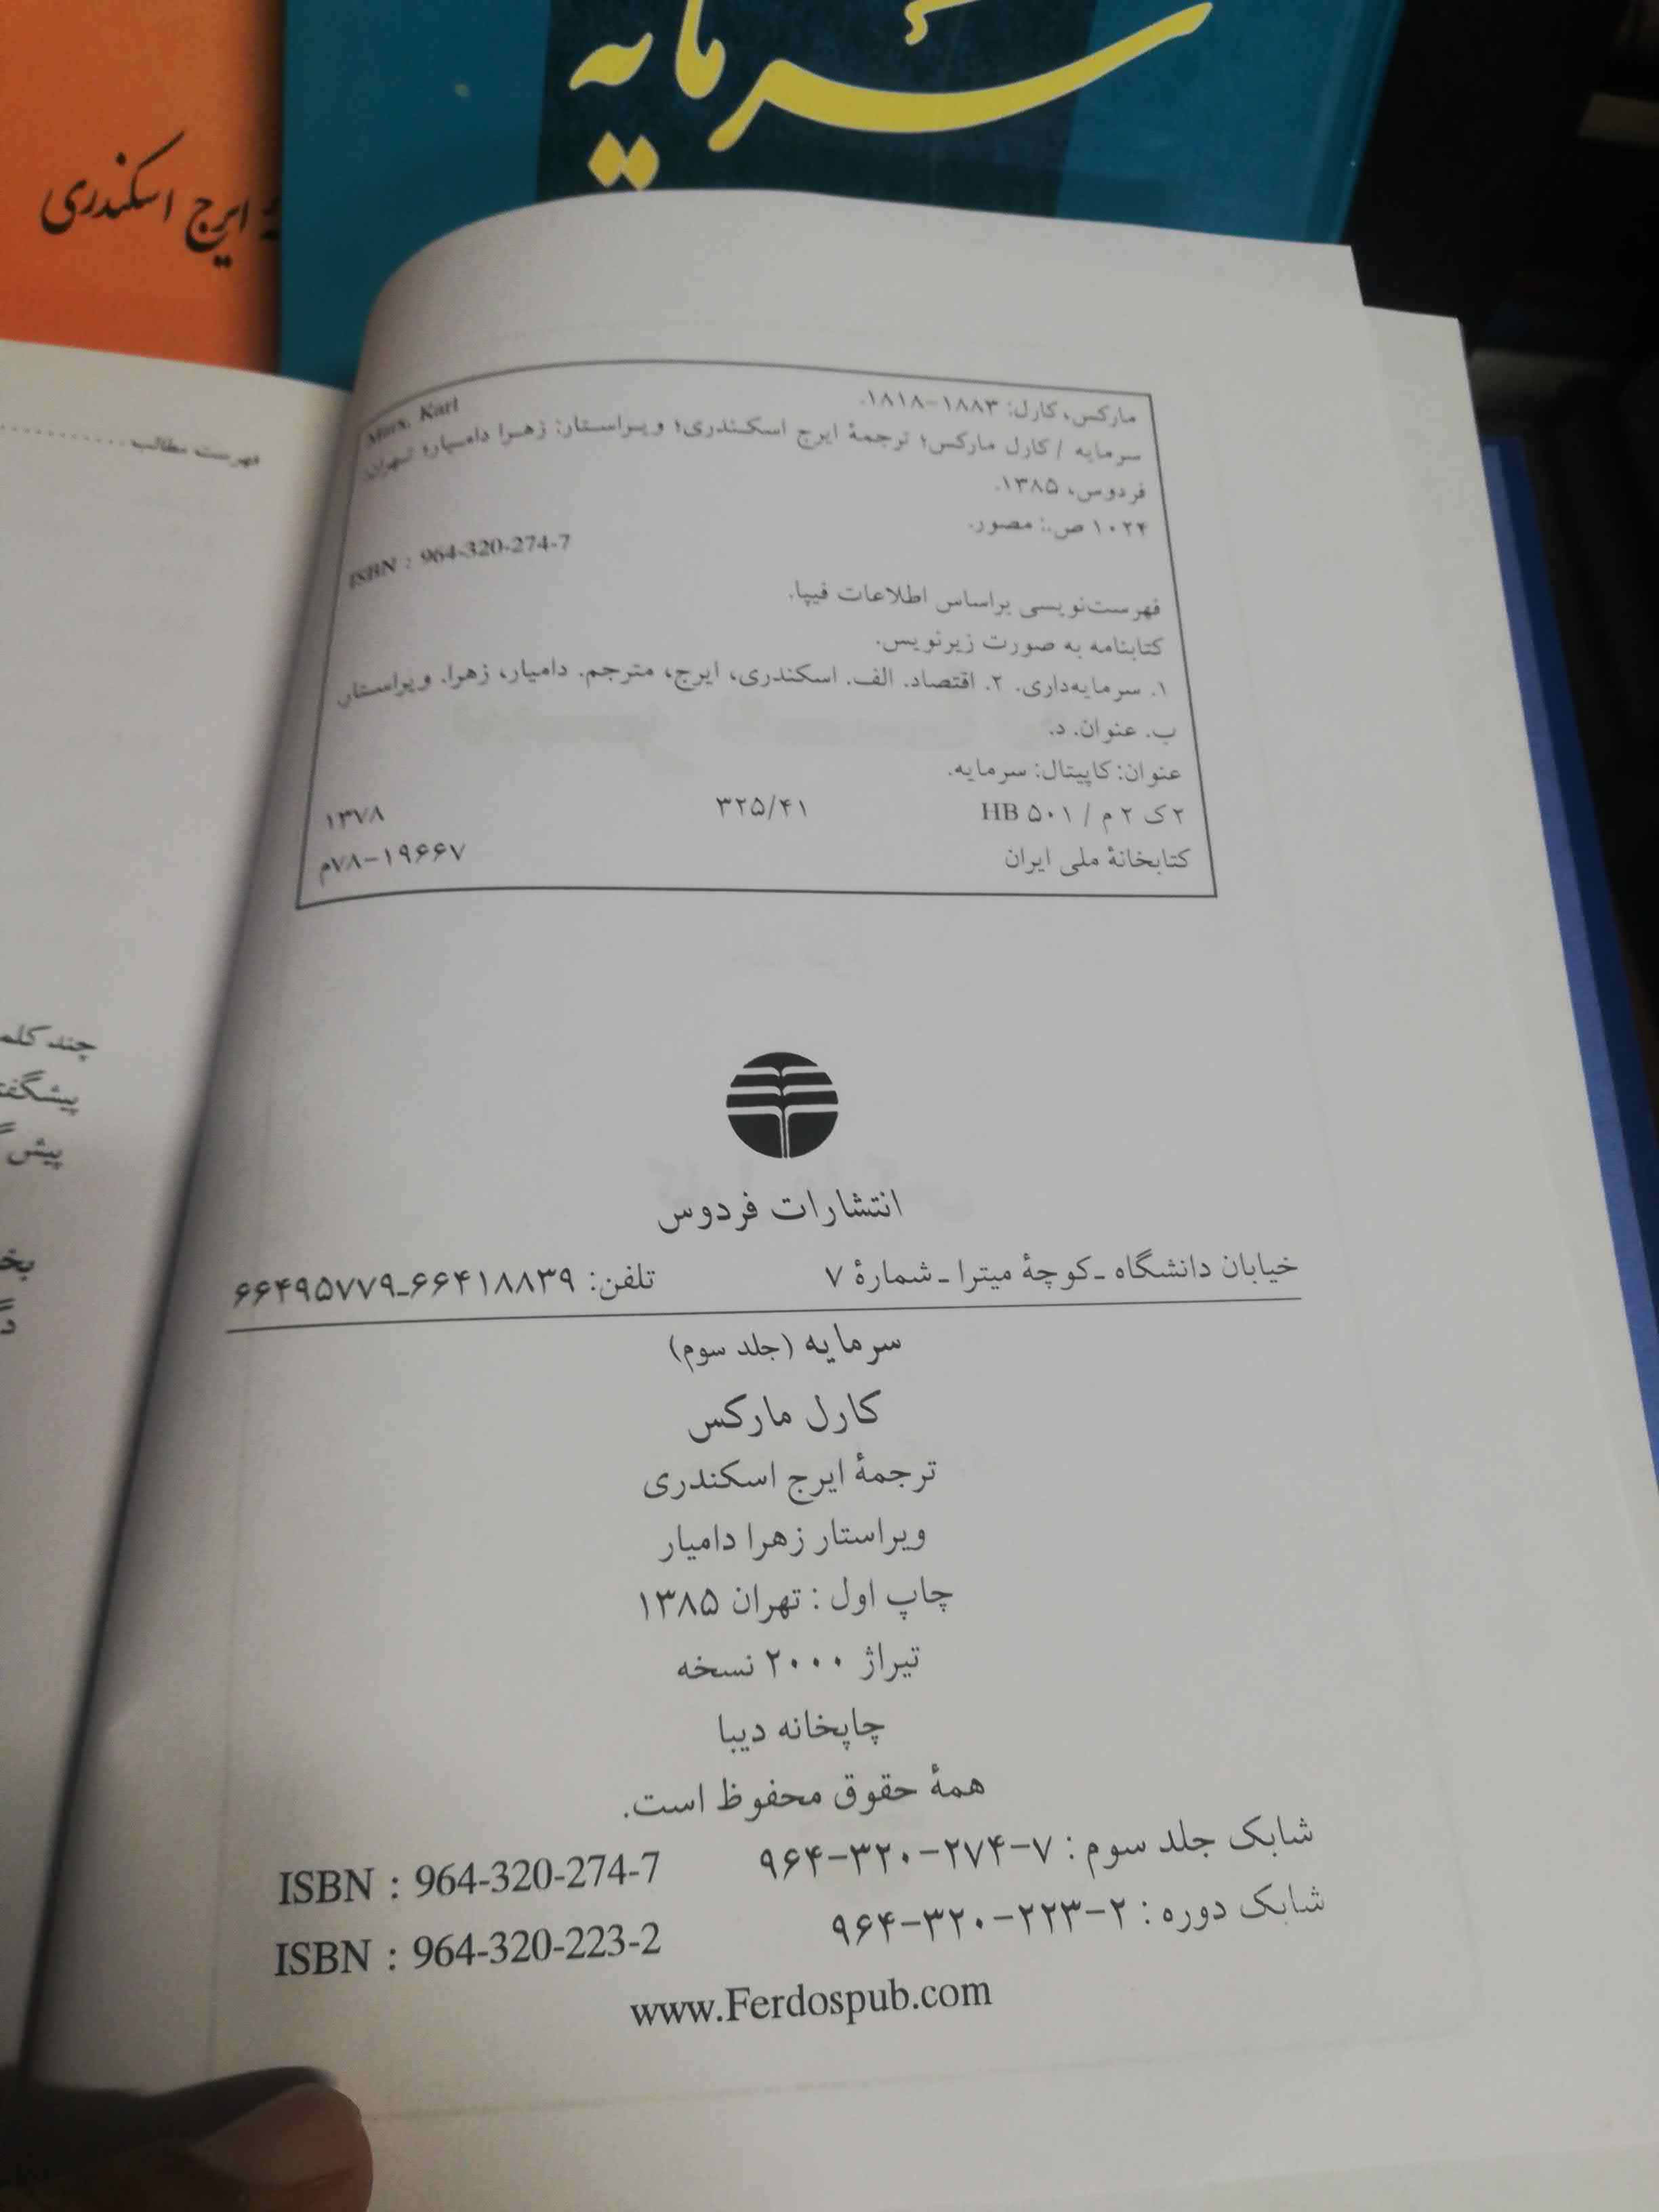 سرمایه
ایرج اسکندری
فهرست مطالب
چند کلمه
بخ
مارکس، کارل: ۱۸۸۳-۱۸۱۸.
Marx, Karl
سرمایه / کارل مارکس؛ ترجمهٔ ایرج اسکندری؛ ویراستار: زهرا دامیار؛ تهران:
فردوس، ۱۳۸۵.
۱۰۲۴ ص.: مصور.
ISBN : 964-320-274-7
فهرست‌نویسی براساس اطلاعات فیپا.
کتابنامه به صورت زیرنویس.
۱. سرمایه‌داری. ۲. اقتصاد. الف. اسکندری، ایرج، مترجم. دامیار، زهرا. ویراستار.
ب. عنوان. د.
عنوان: کاپیتال: سرمایه.
۲ ک ۲ م / ۵۰۱ HB ۳۲۵/۴۱ ۱۳۷۸
کتابخانهٔ ملی ایران ۱۹۶۶۷-۷۸م
انتشارات فردوس
خیابان دانشگاه ـ کوچهٔ میترا ـ شمارهٔ ۷ تلفن: ۶۶۴۱۸۸۳۹ـ۶۶۴۹۵۷۷۹
سرمایه (جلد سوم)
کارل مارکس
ترجمهٔ ایرج اسکندری
ویراستار زهرا دامیار
چاپ اول : تهران ۱۳۸۵
تیراژ ۲۰۰۰ نسخه
چاپخانه دیبا
همهٔ حقوق محفوظ است.
شابک جلد سوم : ۷-۲۷۴-۳۲۰-۹۶۴ ISBN : 964-320-274-7
شابک دوره : ۲-۲۲۳-۳۲۰-۹۶۴ ISBN : 964-320-223-2
www.Ferdospub.com